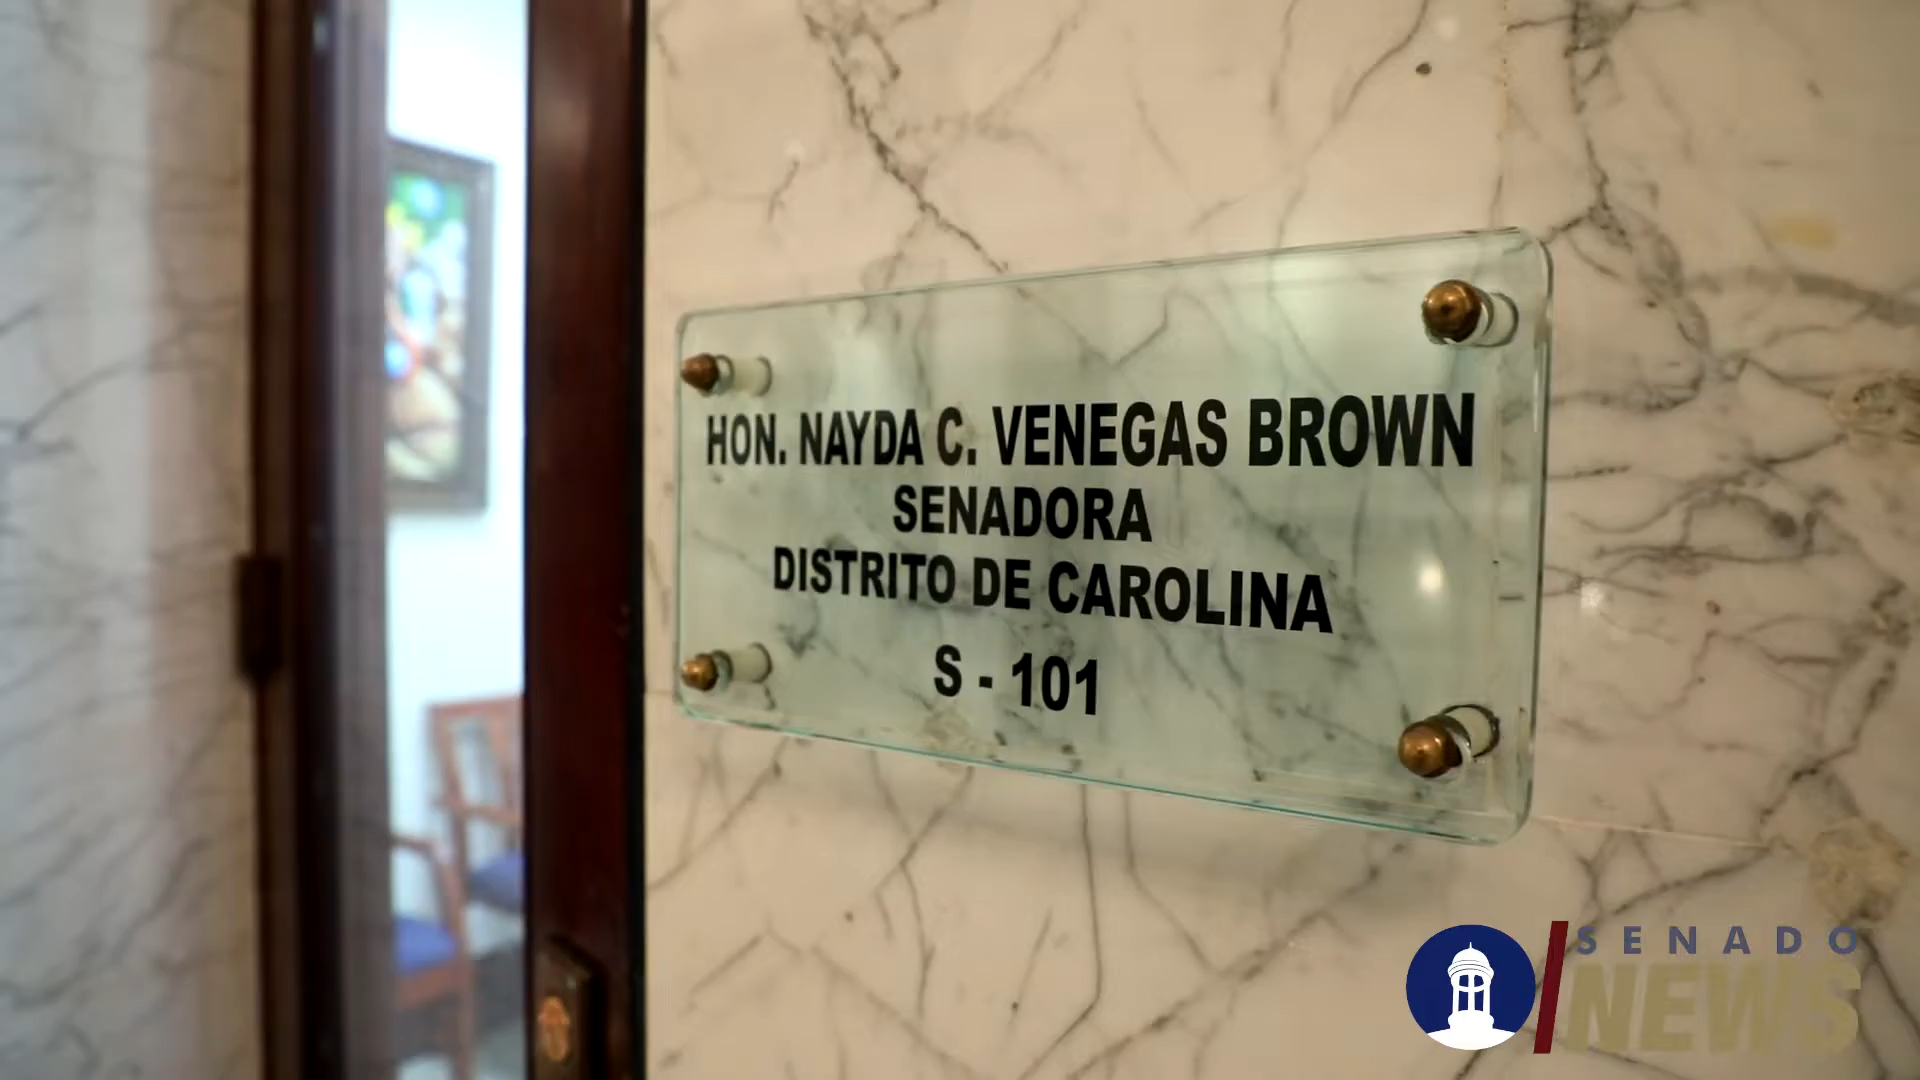 HON. NAYDA C. VENEGAS BROWN
SENADORA
DISTRITO DE CAROLINA
S - 101
SENADO
NEWS